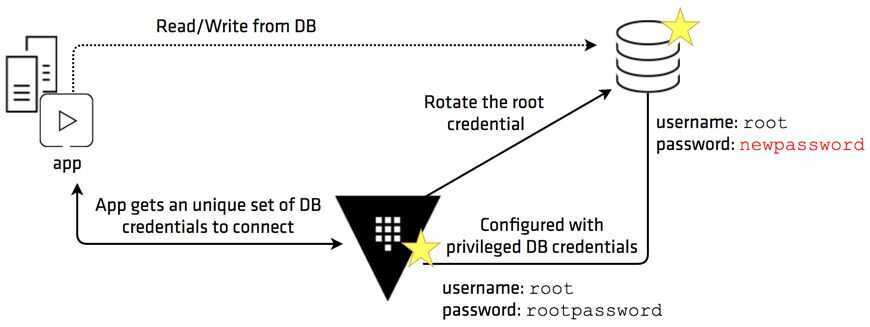 Read/Write from DB
Rotate the root
credential
username: root
password: newpassword
app
App gets an unique set of DB
credentials to connect
Configured with
privileged DB credentials
username: root
password: rootpassword